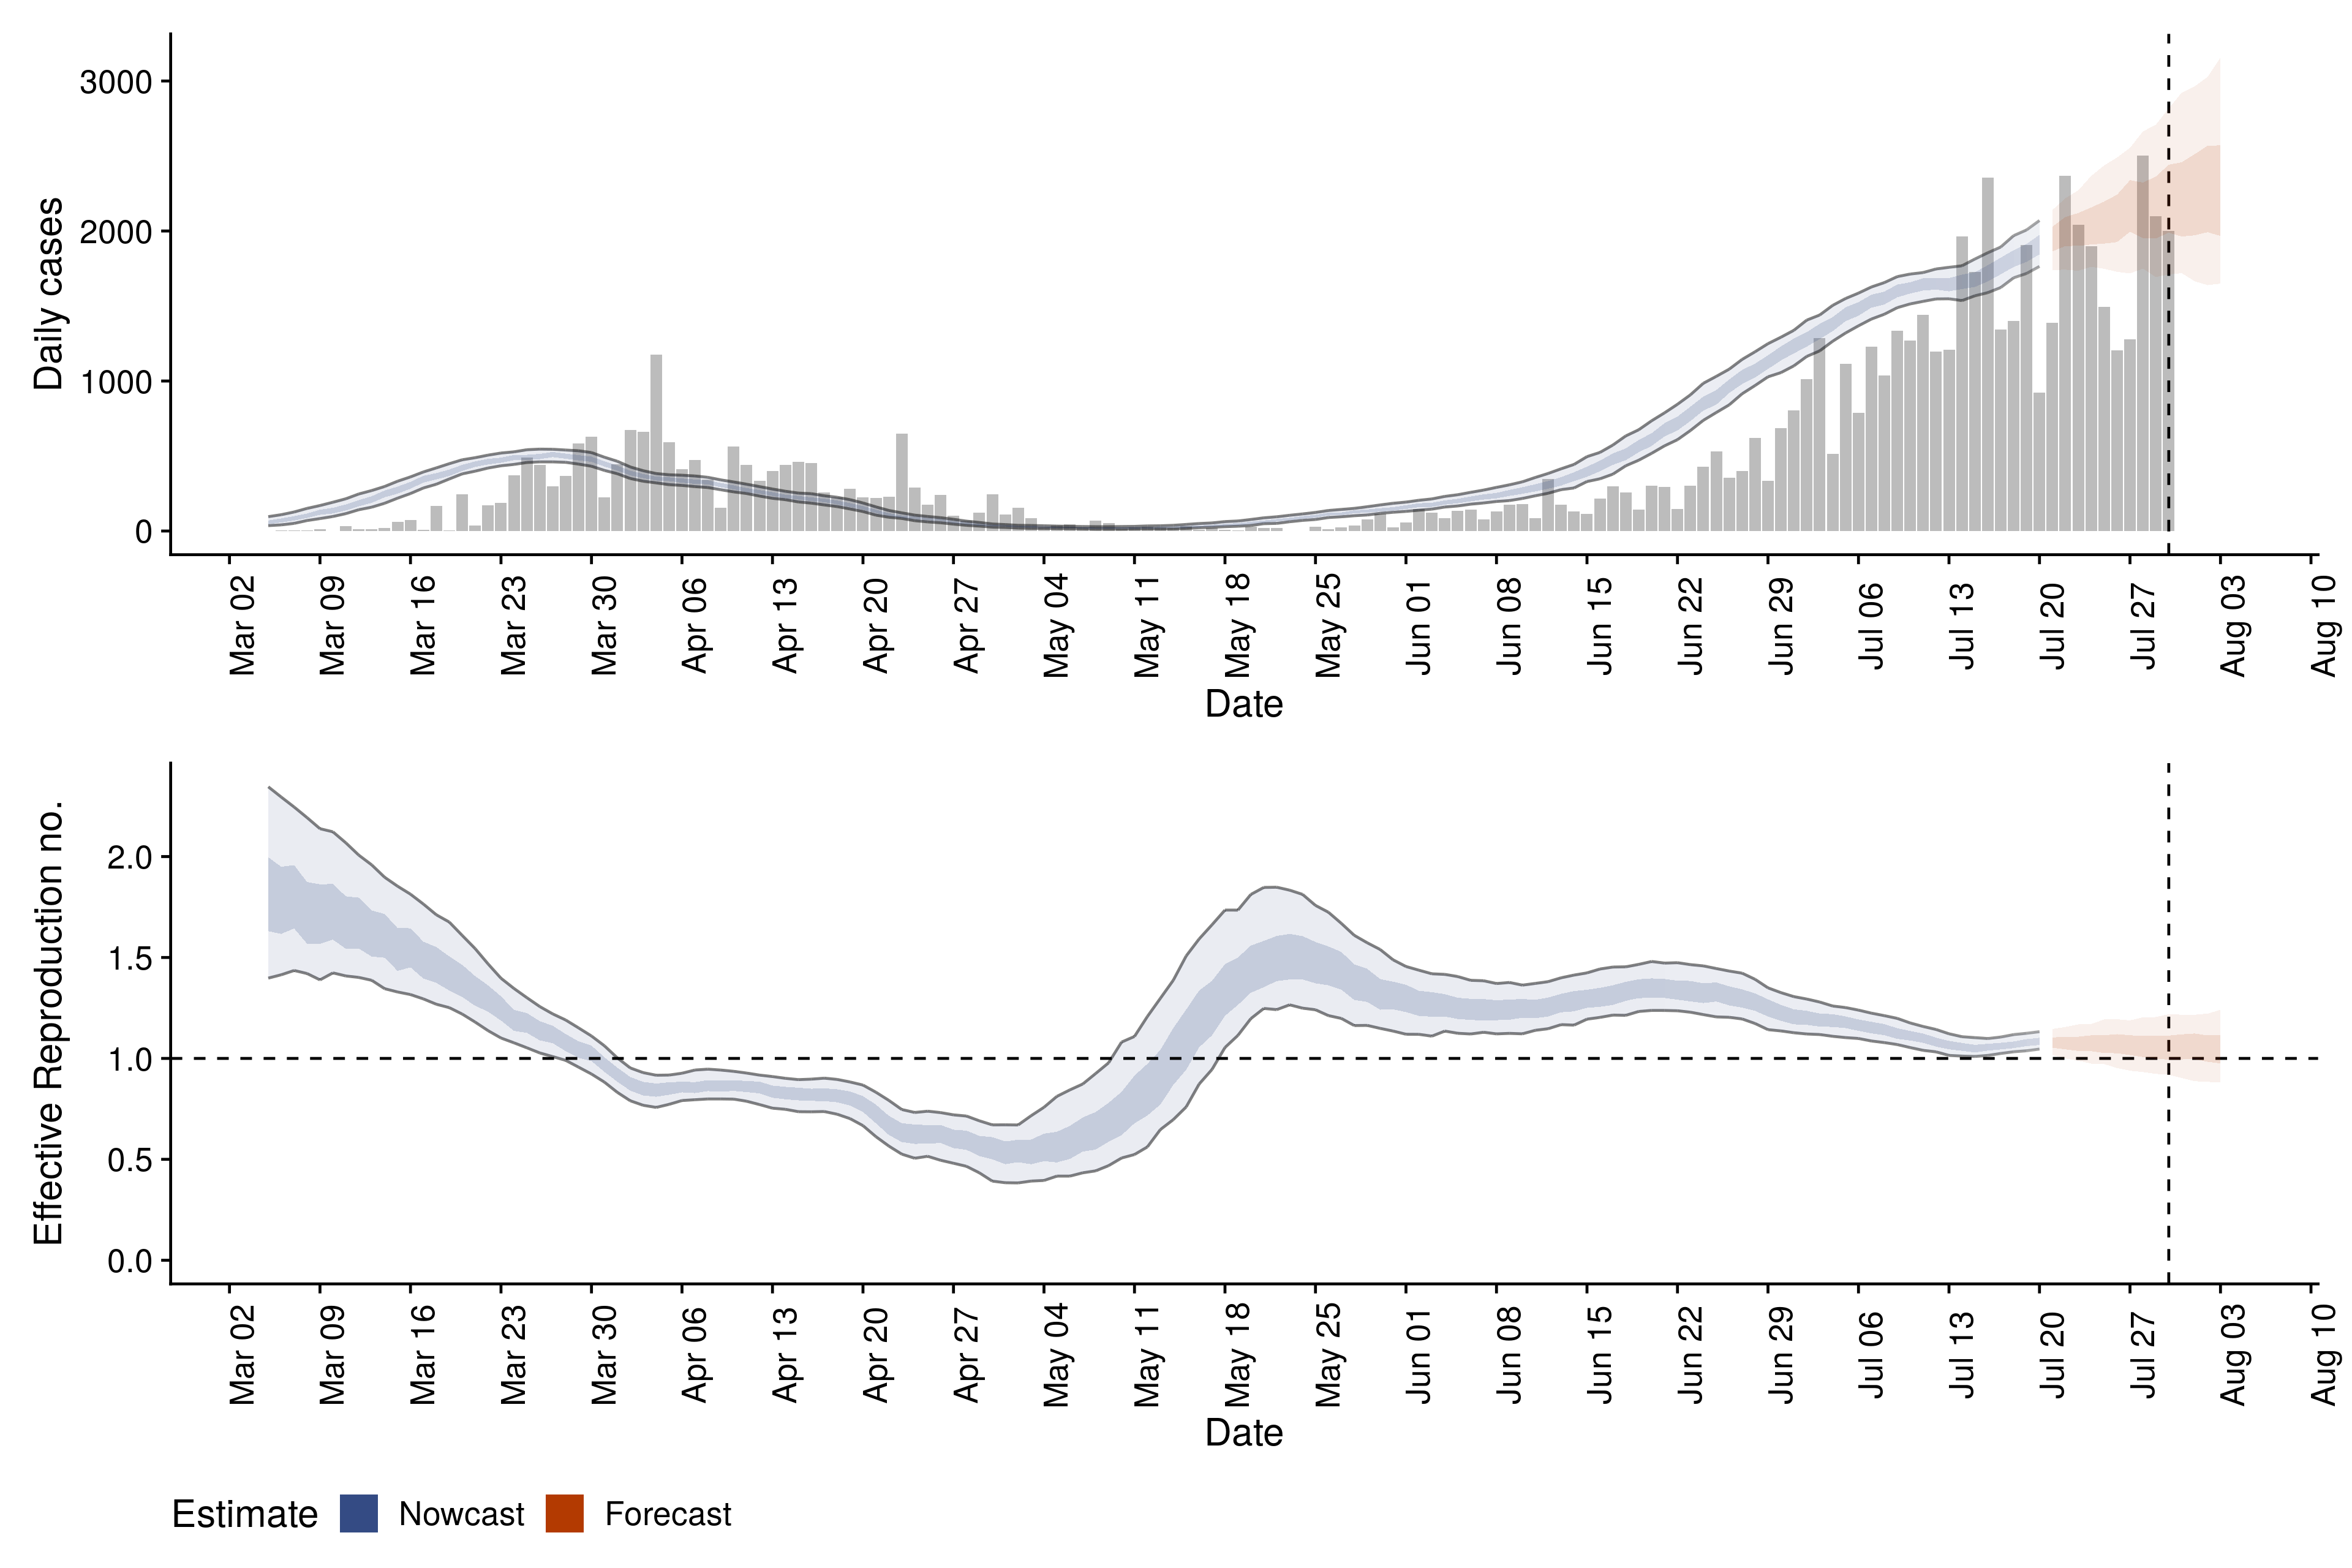 Daily cases
3000
2000
1000
0
Mar 02 Mar 09 Mar 16 Mar 23 Mar 30 Apr 06 Apr 13 Apr 20 Apr 27 May 04 May 11 May 18 May 25 Jun 01 Jun 08 Jun 15 Jun 22 Jun 29 Jul 06 Jul 13 Jul 20 Jul 27 Aug 03 Aug 10
Date
Effective Reproduction no.
2.0
1.5
1.0
0.5
0.0
Mar 02 Mar 09 Mar 16 Mar 23 Mar 30 Apr 06 Apr 13 Apr 20 Apr 27 May 04 May 11 May 18 May 25 Jun 01 Jun 08 Jun 15 Jun 22 Jun 29 Jul 06 Jul 13 Jul 20 Jul 27 Aug 03 Aug 10
Date
Estimate Nowcast Forecast